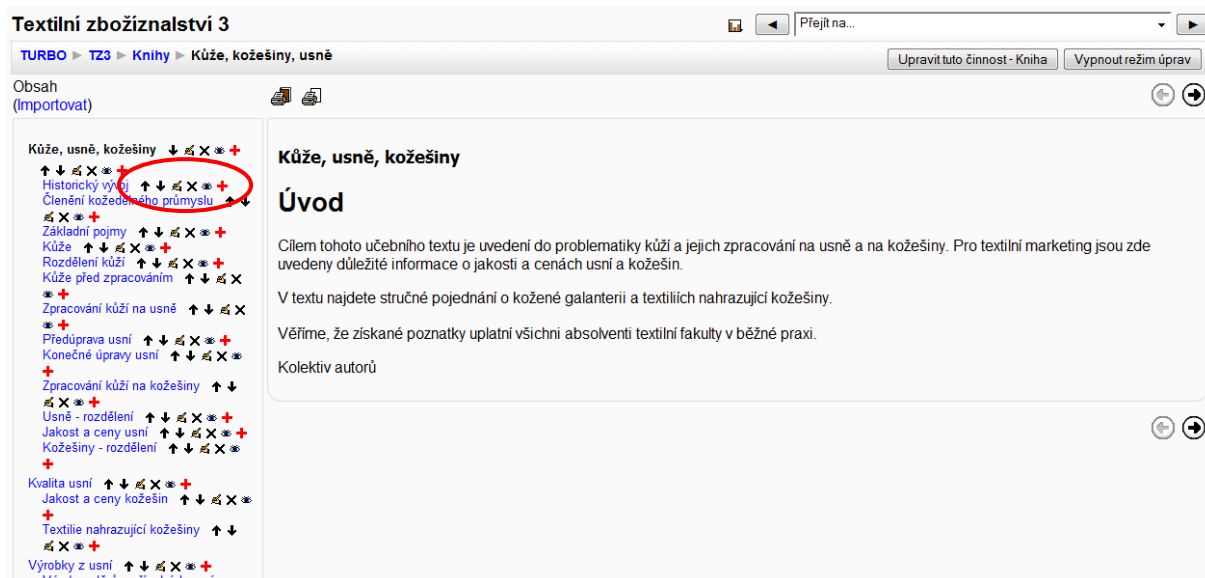 Textilní zbožíznalství 3
Přejít na...
TURBO ► TZ3 ► Knihy ► Kůže, kožešiny, usně
Upravit tuto činnost - Kniha
Vypnout režim úprav
Obsah
(Importovat)
Kůže, usně, kožešiny
Historický vývoj
Členění kožedělného průmyslu
Základní pojmy
Kůže
Rozdělení kůží
Kůže před zpracováním
Zpracování kůží na usně
Předúprava usní
Konečné úpravy usní
Zpracování kůží na kožešiny
Usně - rozdělení
Jakost a ceny usní
Kožešiny - rozdělení
Kvalita usní
Jakost a ceny kožešin
Textilie nahrazující kožešiny
Výrobky z usní
Kůže, usně, kožešiny
Úvod
Cílem tohoto učebního textu je uvedení do problematiky kůží a jejich zpracování na usně a na kožešiny. Pro textilní marketing jsou zde
uvedeny důležité informace o jakosti a cenách usní a kožešin.
V textu najdete stručné pojednání o kožené galanterii a textiliích nahrazující kožešiny.
Věříme, že získané poznatky uplatní všichni absolventi textilní fakulty v běžné praxi.
Kolektiv autorů